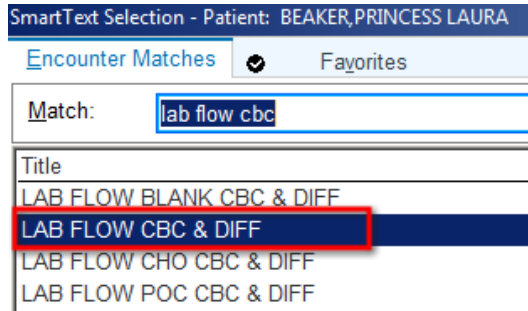 SmartText Selection - Patient: BEAKER,PRINCESS LAURA
Encounter Matches Favorites
Match: lab flow cbc
Title
LAB FLOW BLANK CBC & DIFF
LAB FLOW CBC & DIFF
LAB FLOW CHO CBC & DIFF
LAB FLOW POC CBC & DIFF